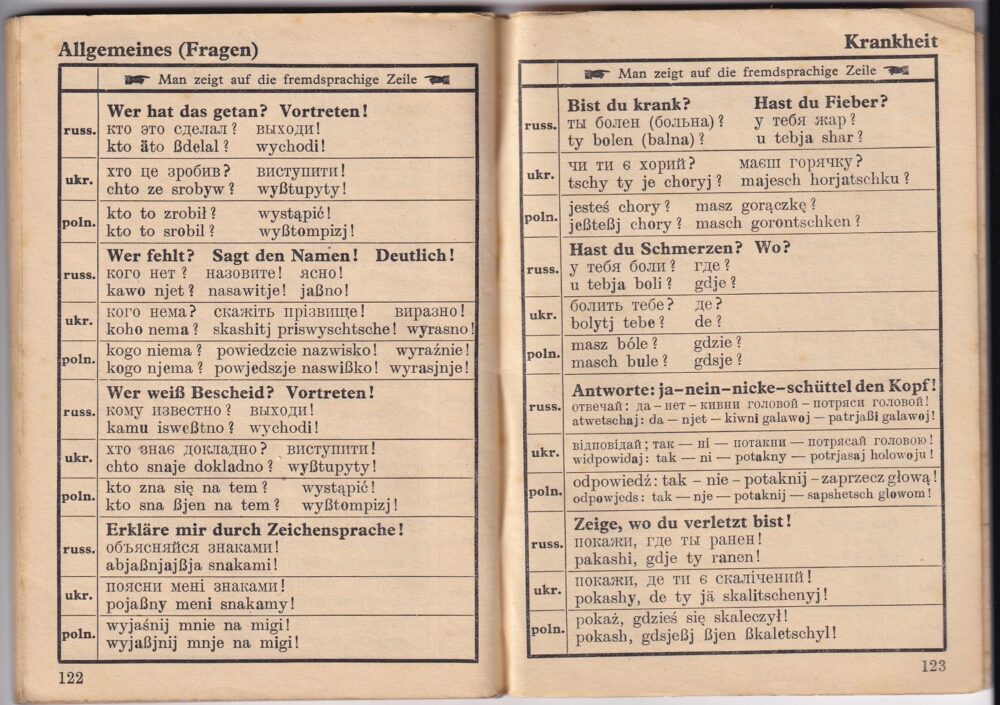 Allgemeines (Fragen)
Man zeigt auf die fremdsprachige Zeile
Wer hat das getan? Vortreten!
russ.
кто это сделал? выходи!
kto äto ßdelal? wychodi!
ukr.
хто це зробив? виступити!
chto ze srobyw? wyßtupyty!
poln.
kto to zrobił? wystąpić!
kto to srobil? wyßtompizj!
Wer fehlt? Sagt den Namen! Deutlich!
russ.
кого нет? назовите! ясно!
kawo njet? nasawitje! jaßno!
ukr.
кого нема? скажіть прізвище! виразно!
koho nema? skashitj priswyschtsche! wyrasno!
poln.
kogo niema? powiedzcie nazwisko! wyraźnie!
kogo njema? powjedszje naswißko! wyrasjnje!
Wer weiß Bescheid? Vortreten!
russ.
кому известно? выходи!
kamu isweßtno? wychodi!
ukr.
хто знає докладно? виступити!
chto snaje dokladno? wyßtupyty!
poln.
kto zna się na tem? wystąpić!
kto sna ßjen na tem? wyßtompizj!
Erkläre mir durch Zeichensprache!
russ.
объясняйся знаками!
abjaßnjajßja snakami!
ukr.
поясни мені знаками!
pojaßny meni snakamy!
poln.
wyjaśnij mnie na migi!
wyjaßjnij mnje na migi!
122
Krankheit
Man zeigt auf die fremdsprachige Zeile
Bist du krank? Hast du Fieber?
russ.
ты болен (больна)? у тебя жар?
ty bolen (balna)? u tebja shar?
ukr.
чи ти є хорий? маєш горячку?
tschy ty je choryj? majesch horjatschku?
poln.
jesteś chory? masz gorączkę?
jeßteßj chory? masch gorontschken?
Hast du Schmerzen? Wo?
russ.
у тебя боли? где?
u tebja boli? gdje?
ukr.
болить тебе? де?
bolytj tebe? de?
poln.
masz bóle? gdzie?
masch bule? gdsje?
Antworte: ja–nein–nicke–schüttel den Kopf!
russ.
отвечай: да – нет – кивни головой – потряси головой!
atwetschaj: da – njet – kiwni galawoj — patrjaßi galawoj!
ukr.
відповідай; так — ні — потакни — потрясай головою!
widpowidaj: tak — ni — potakny — potrjasaj holowoju!
poln.
odpowiedź: tak – nie – potaknij – zaprzecz głową!
odpowjeds: tak — nje — potaknij — sapshetsch glowom!
Zeige, wo du verletzt bist!
russ.
покажи, где ты ранен!
pakashi, gdje ty ranen!
ukr.
покажи, де ти є скалічений!
pokashy, de ty jä skalitschenyj!
poln.
pokaż, gdzieś się skaleczył!
pokash, gdsjeßj ßjen ßkaletschyl!
123